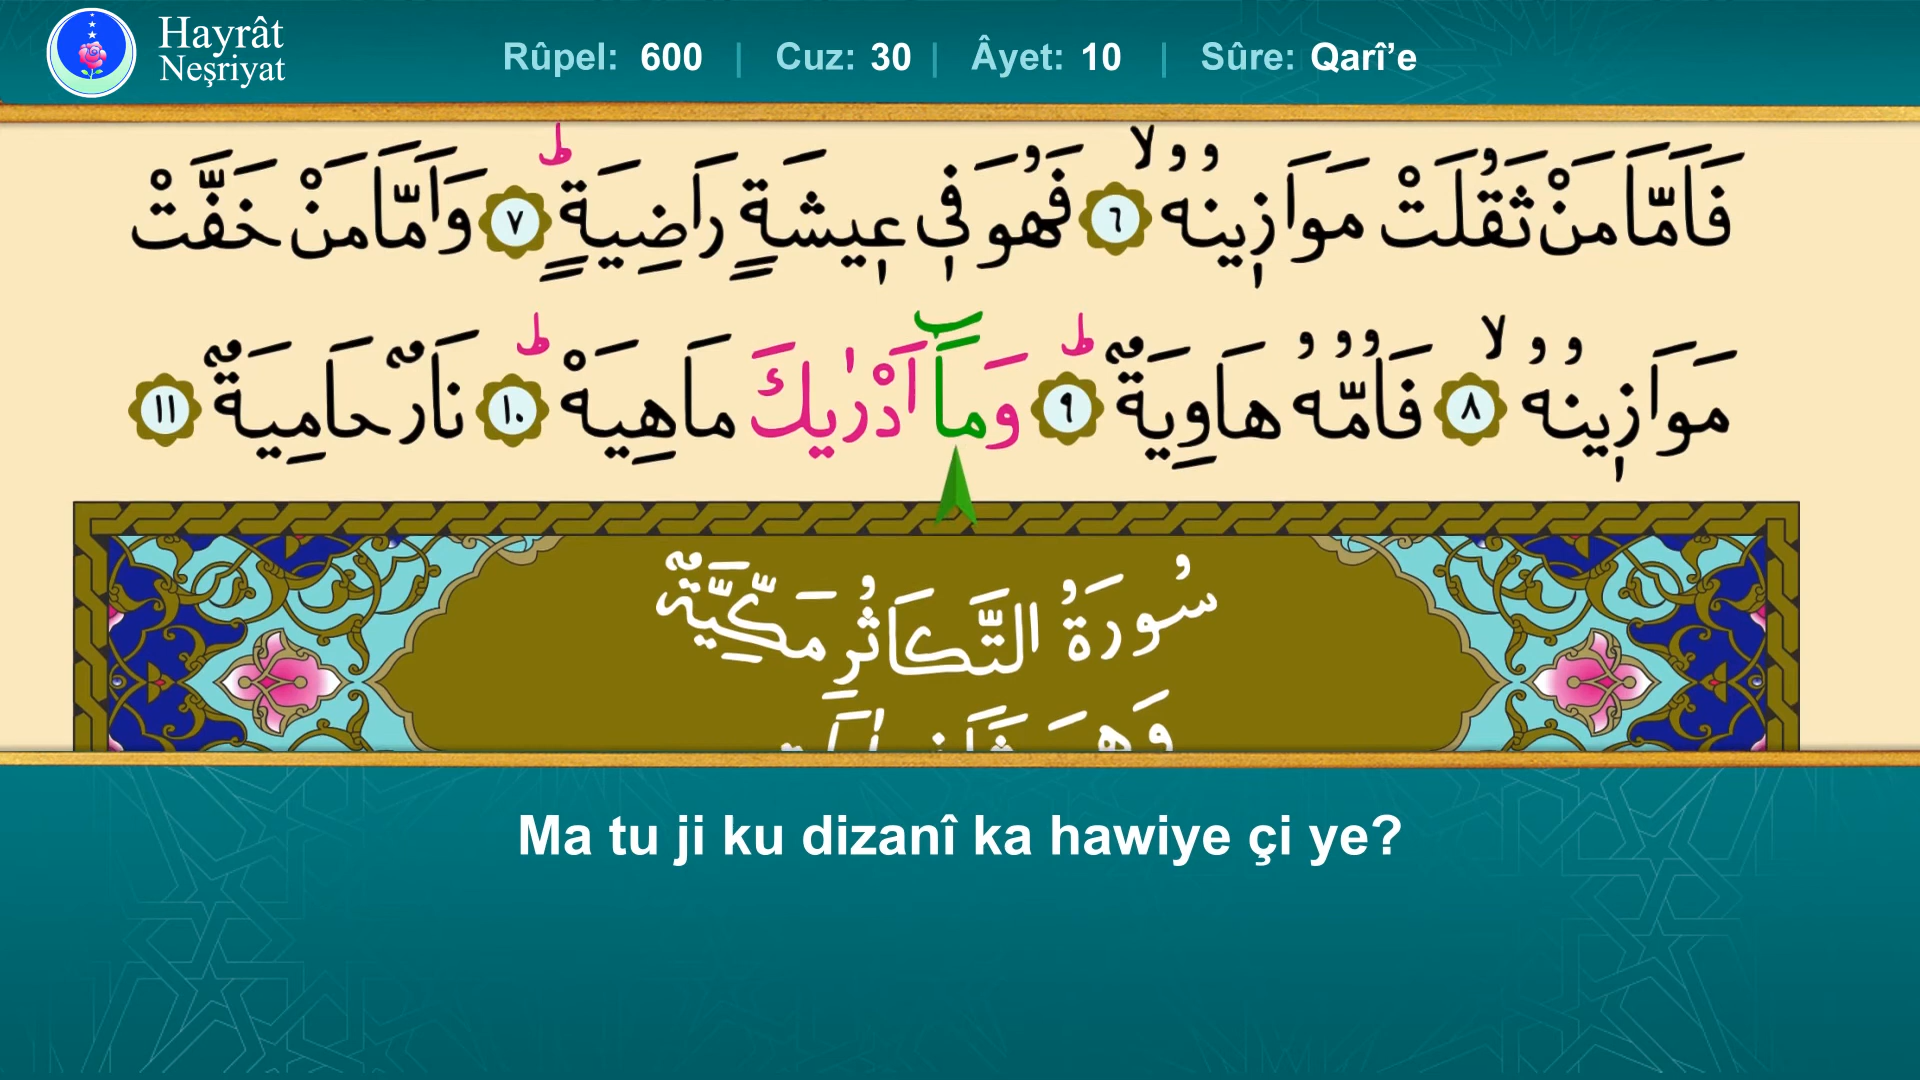 Hayrât
Neşriyat
Rûpel: 600 | Cuz: 30 | Âyet: 10 | Sûre: Qarî’e
فَاَمَّا مَنْ ثَقُلَتْ مَوَازٖينُهُ ۙ ﴿٦﴾ فَهُوَ فٖي عٖيشَةٍ رَاضِيَةٍ ؕ ﴿٧﴾ وَاَمَّا مَنْ خَفَّتْ
مَوَازٖينُهُ ۙ ﴿٨﴾ فَاُمُّهُ هَاوِيَةٌ ؕ ﴿٩﴾ وَمَٓا اَدْرٰيكَ مَاهِيَهْ ؕ ﴿١٠﴾ نَارٌ حَامِيَةٌ ﴿١١﴾
سُورَةُ التَّكَاثُرِ مَكِّيَّةٌ
Ma tu ji ku dizanî ka hawiye çi ye?